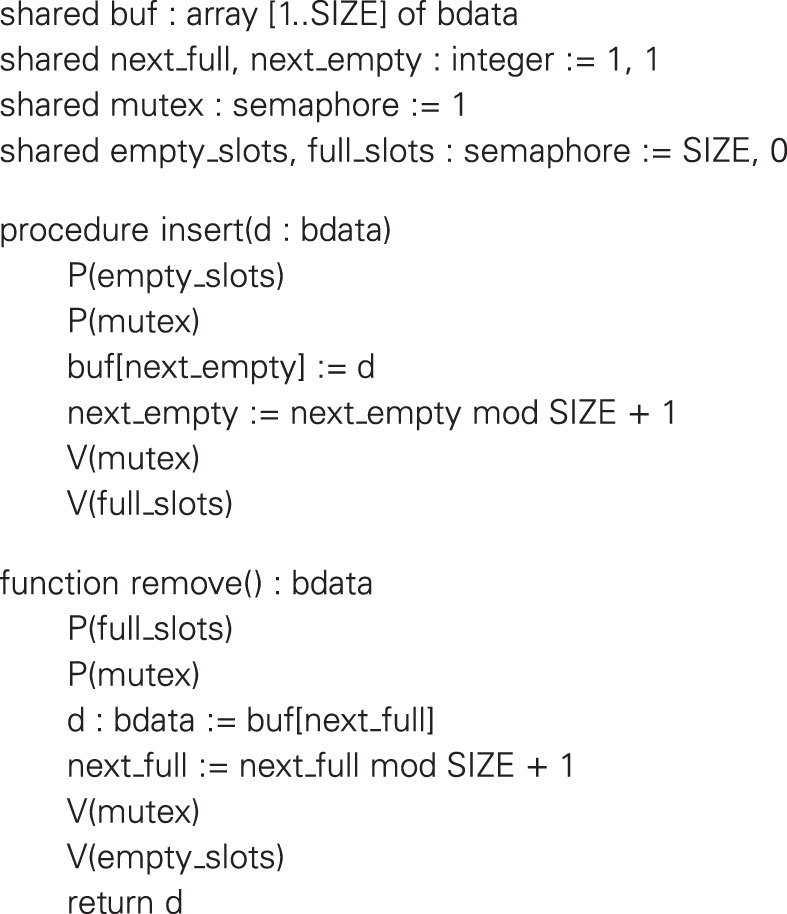 shared buf : array [1..SIZE] of bdata
shared next_full, next_empty : integer := 1, 1
shared mutex : semaphore := 1
shared empty_slots, full_slots : semaphore := SIZE, 0
procedure insert(d : bdata)
P(empty_slots)
P(mutex)
buf[next_empty] := d
next_empty := next_empty mod SIZE + 1
V(mutex)
V(full_slots)
function remove() : bdata
P(full_slots)
P(mutex)
d : bdata := buf[next_full]
next_full := next_full mod SIZE + 1
V(mutex)
V(empty_slots)
return d